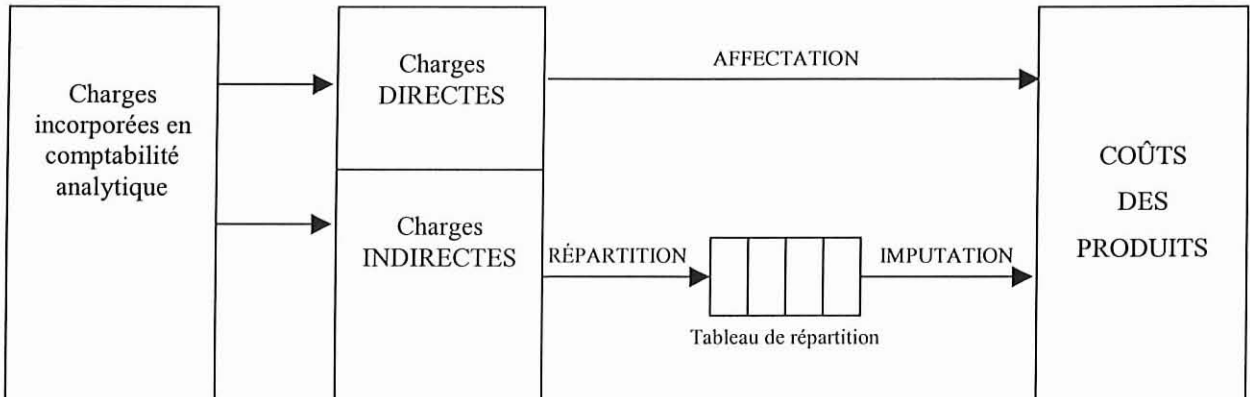 Charges
incorporées en
comptabilité
analytique
Charges
DIRECTES
AFFECTATION
Charges
INDIRECTES
RÉPARTITION
Tableau de répartition
IMPUTATION
COÛTS
DES
PRODUITS